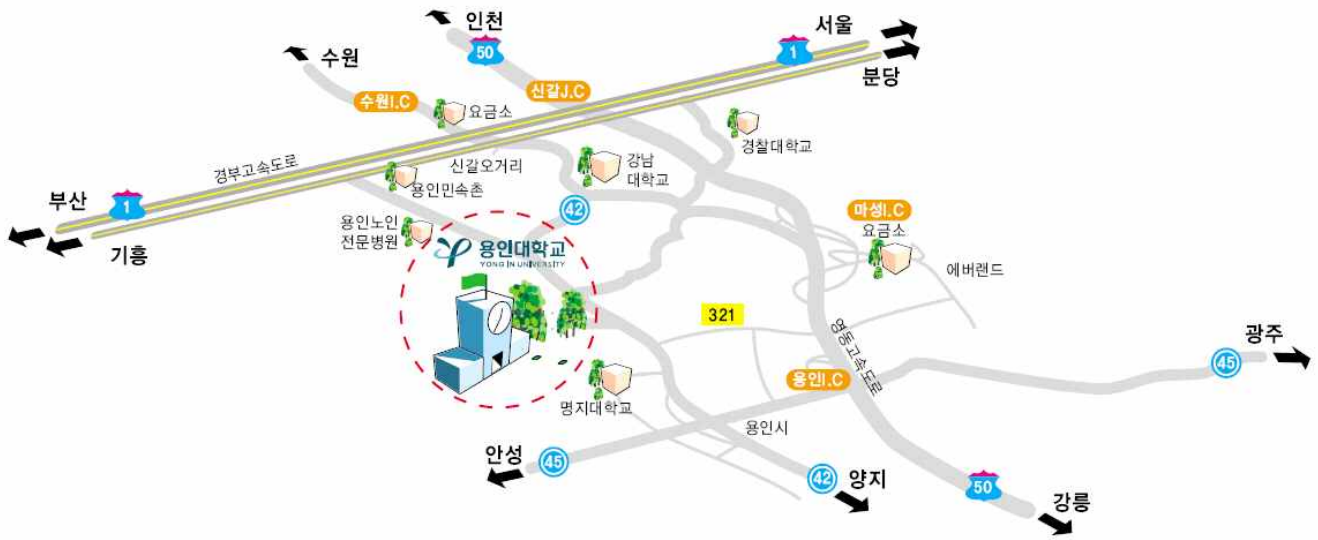 인천
서울
50
1
수원
분당
수원I.C
신갈J.C
요금소
경찰대학교
경부고속도로
신갈오거리
강남
대학교
용인민속촌
부산
1
42
마성I.C
요금소
기흥
용인노인
전문병원
용인대학교
YONG IN UNIVERSITY
에버랜드
321
영동고속도로
광주
45
용인I.C
명지대학교
용인시
안성
45
42
양지
50
강릉